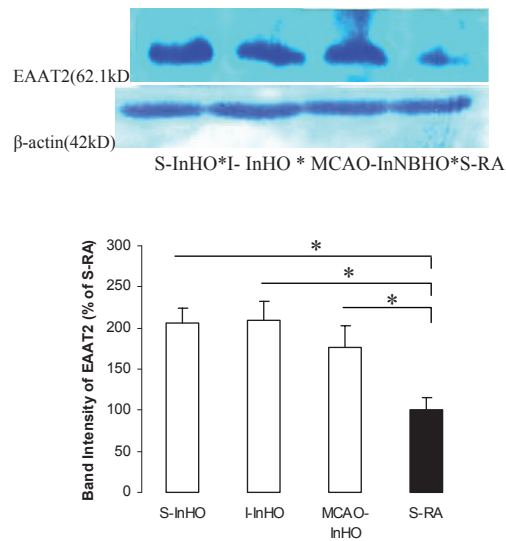 EAAT2(62.1kD
β-actin(42kD)
S-InHO*I- InHO * MCAO-InNBHO*S-RA
Band Intensity of EAAT2 (% of S-RA)
300
250
200
150
100
50
0
*
*
*
S-InHO
I-InHO
MCAO-
InHO
S-RA